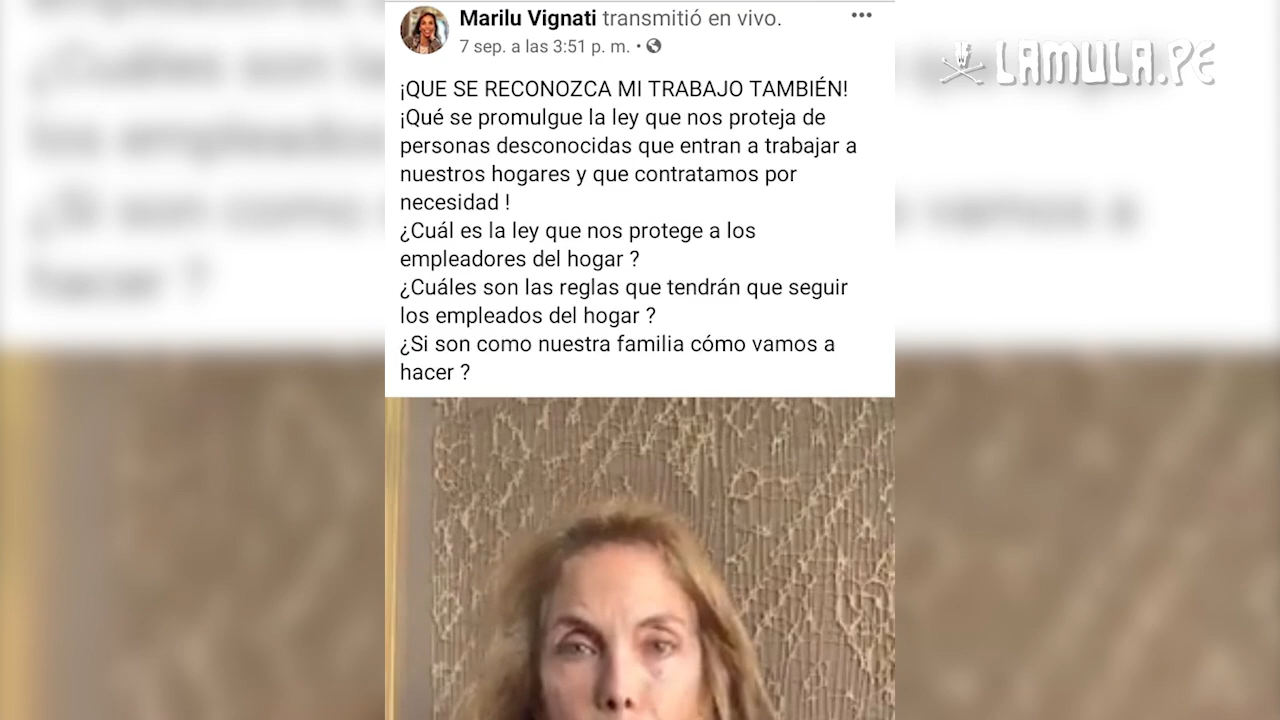 Marilu Vignati transmitió en vivo.
7 sep. a las 3:51 p. m. •
LAMULA.PE
¡QUE SE RECONOZCA MI TRABAJO TAMBIÉN!
¡Qué se promulgue la ley que nos proteja de
personas desconocidas que entran a trabajar a
nuestros hogares y que contratamos por
necesidad !
¿Cuál es la ley que nos protege a los
empleadores del hogar ?
¿Cuáles son las reglas que tendrán que seguir
los empleados del hogar ?
¿Si son como nuestra familia cómo vamos a
hacer ?